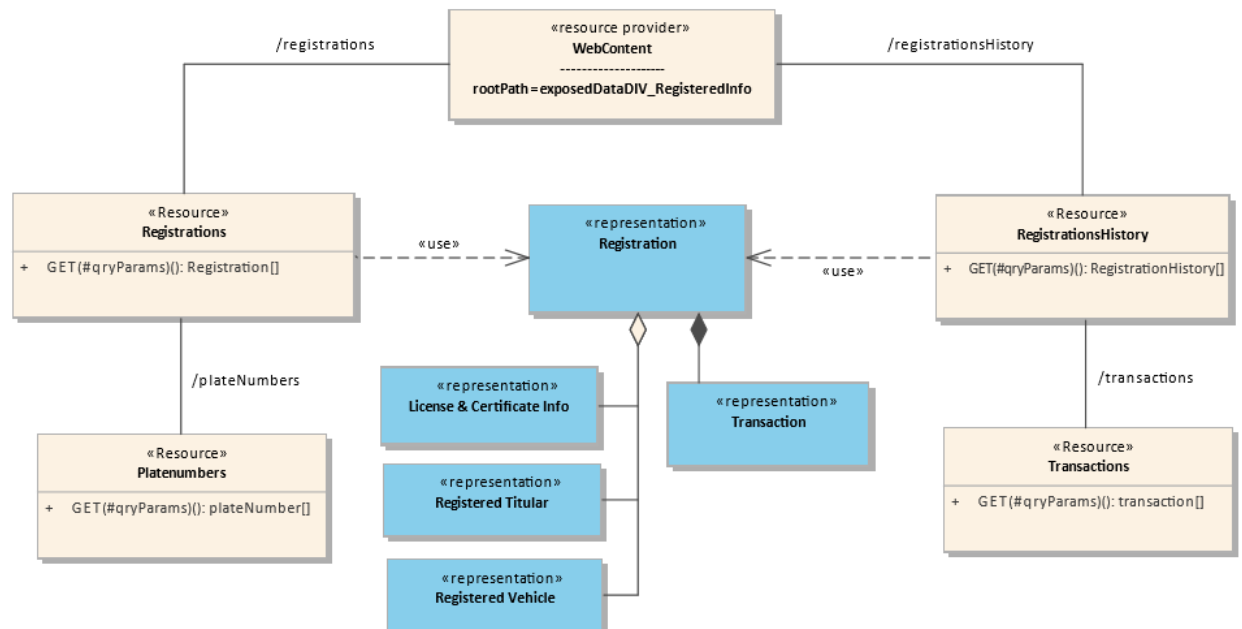 «resource provider»
WebContent
--------------------
rootPath=exposedDataDIV_RegisteredInfo
/registrations
/registrationsHistory
«Resource»
Registrations
+ GET(#qryParams)(): Registration[]
«use»
«representation»
Registration
«use»
«Resource»
RegistrationsHistory
+ GET(#qryParams)(): RegistrationHistory[]
/plateNumbers
/transactions
«representation»
License & Certificate Info
«representation»
Transaction
«Resource»
Platenumbers
+ GET(#qryParams)(): plateNumber[]
«representation»
Registered Titular
«Resource»
Transactions
+ GET(#qryParams)(): transaction[]
«representation»
Registered Vehicle